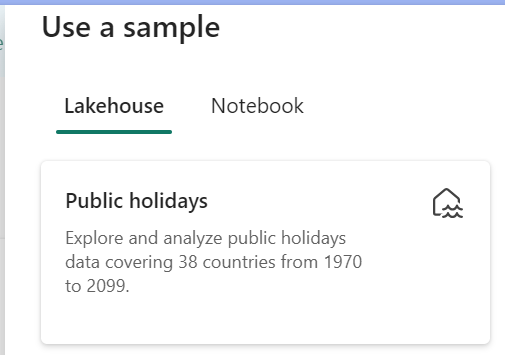 Use a sample
Lakehouse Notebook
Public holidays
Explore and analyze public holidays
data covering 38 countries from 1970
to 2099.